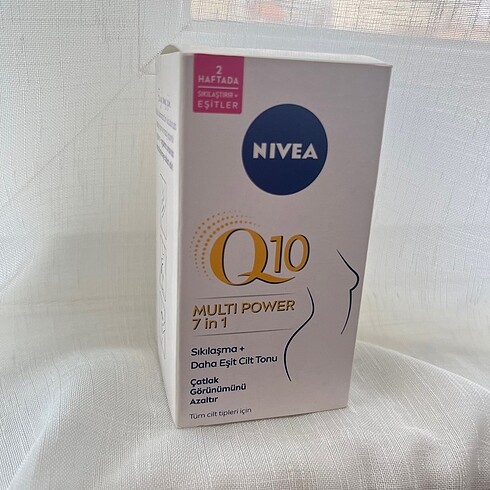 2
HAFTADA
SIKILAŞTIRIR +
EŞİTLER
NIVEA
Q10
MULTI POWER
7 in 1
Sıkılaşma +
Daha Eşit Cilt Tonu
Çatlak
Görünümünü
Azaltır
Tüm cilt tipleri için